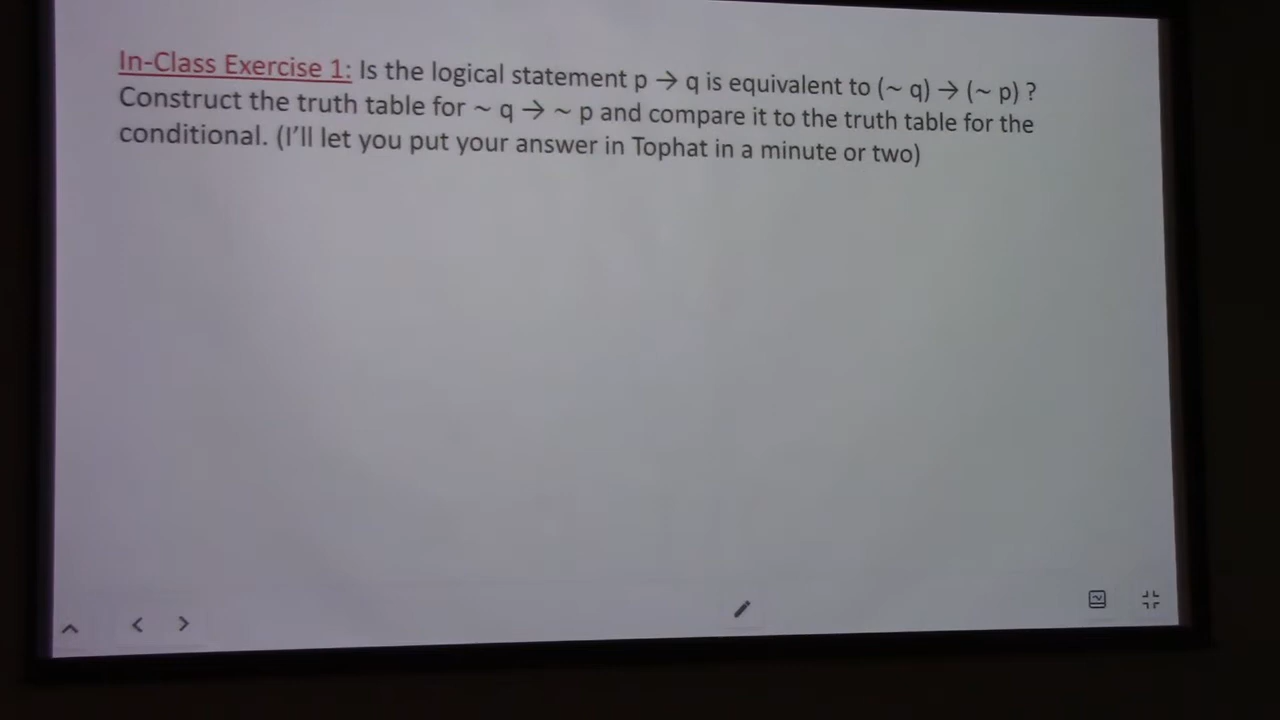 In-Class Exercise 1: Is the logical statement p → q is equivalent to (~ q) → (~ p) ?
Construct the truth table for ~ q → ~ p and compare it to the truth table for the
conditional. (I'll let you put your answer in Tophat in a minute or two)